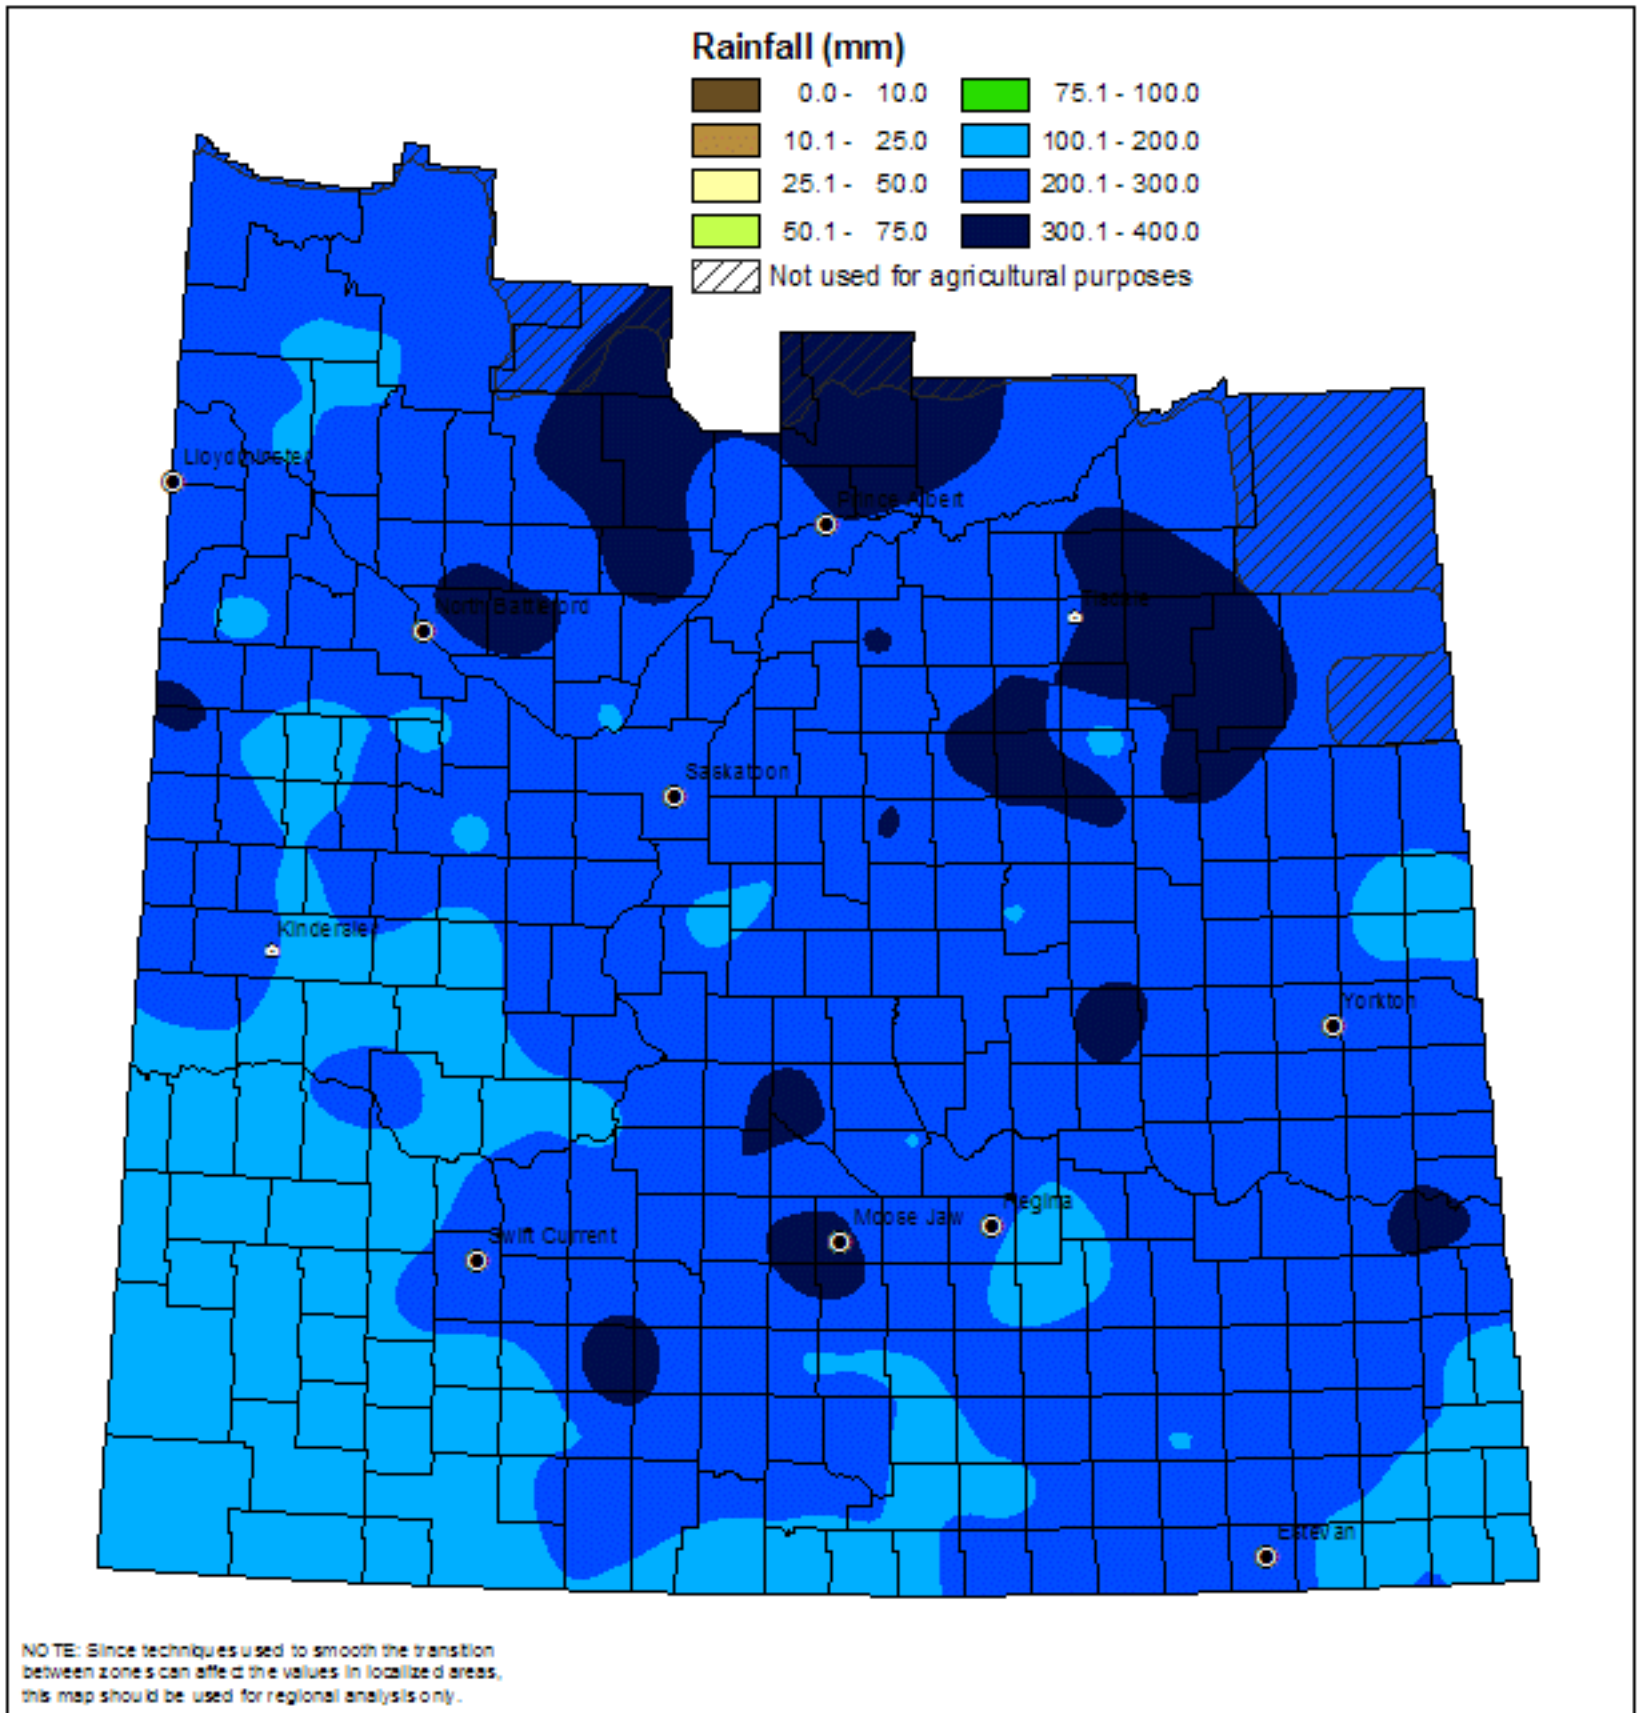 Rainfall (mm)
0.0 - 10.0
75.1 - 100.0
10.1 - 25.0
100.1 - 200.0
25.1 - 50.0
200.1 - 300.0
50.1 - 75.0
300.1 - 400.0
Not used for agricultural purposes
Lloydminster
Prince Albert
North Battleford
Tisdale
Saskatoon
Kindersley
Yorkton
Regina
Moose Jaw
Swift Current
Estevan
NOTE: Since techniques used to smooth the transition
between zones can affect the values in localized areas,
this map should be used for regional analysis only.